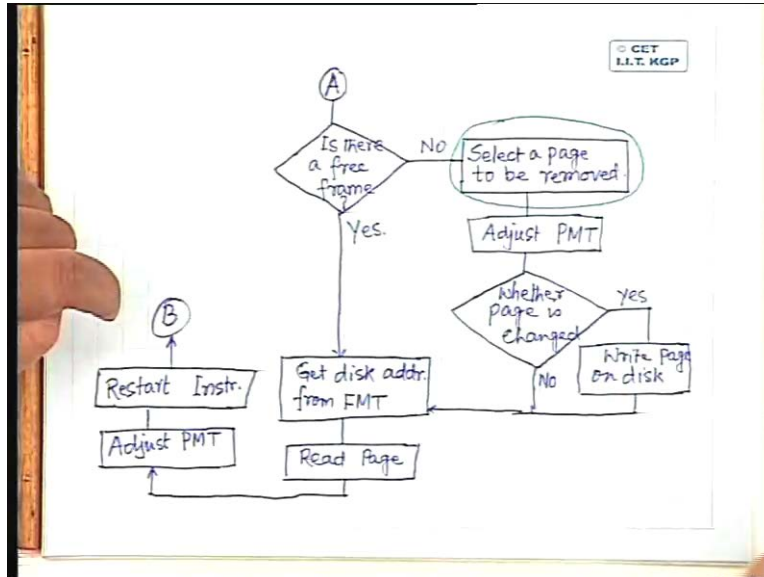 © CET
I.I.T. KGP
A
Is there
a free
frame
?
No
Select a page
to be removed.
Yes.
Adjust PMT
Whether
page is
changed
Yes
No
Write Page
on disk
B
Restart Instr.
Get disk addr.
from FMT
Adjust PMT
Read Page